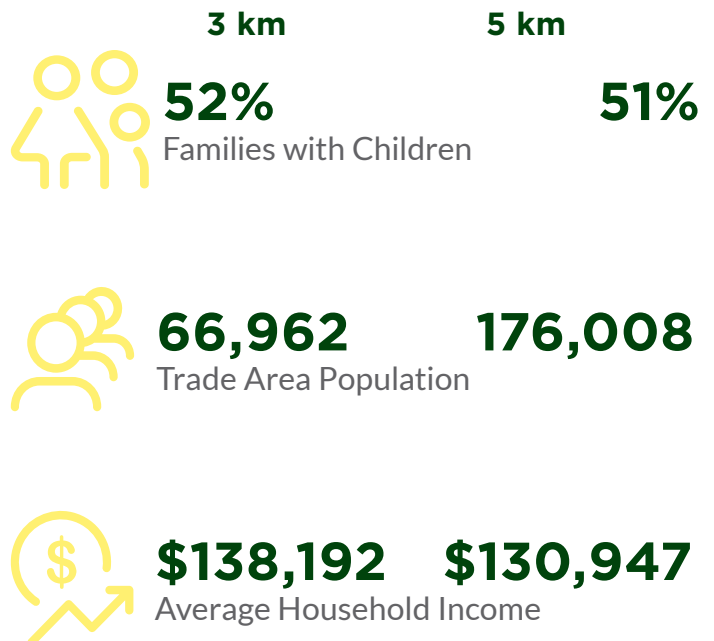 3 km 5 km
52% 51%
Families with Children
66,962 176,008
Trade Area Population
$
$138,192 $130,947
Average Household Income